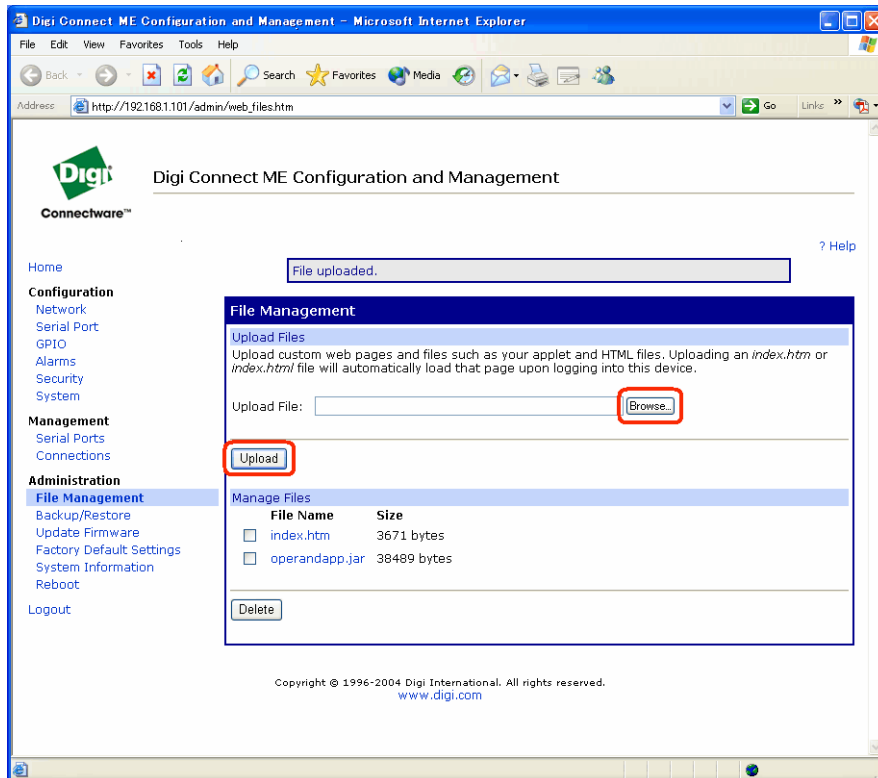 Digi Connect ME Configuration and Management - Microsoft Internet Explorer
File Edit View Favorites Tools Help
Back Search Favorites Media
Address http://192.168.1.101/admin/web_files.htm Go Links »
Digi
Connectware™
Digi Connect ME Configuration and Management
? Help
Home
File uploaded.
Configuration
Network
Serial Port
GPIO
Alarms
Security
System
Management
Serial Ports
Connections
Administration
File Management
Backup/Restore
Update Firmware
Factory Default Settings
System Information
Reboot
Logout
File Management
Upload Files
Upload custom web pages and files such as your applet and HTML files. Uploading an index.htm or
index.html file will automatically load that page upon logging into this device.
Upload File: Browse...
Upload
Manage Files
File Name Size
index.htm 3671 bytes
operandapp.jar 38489 bytes
Delete
Copyright © 1996-2004 Digi International. All rights reserved.
www.digi.com